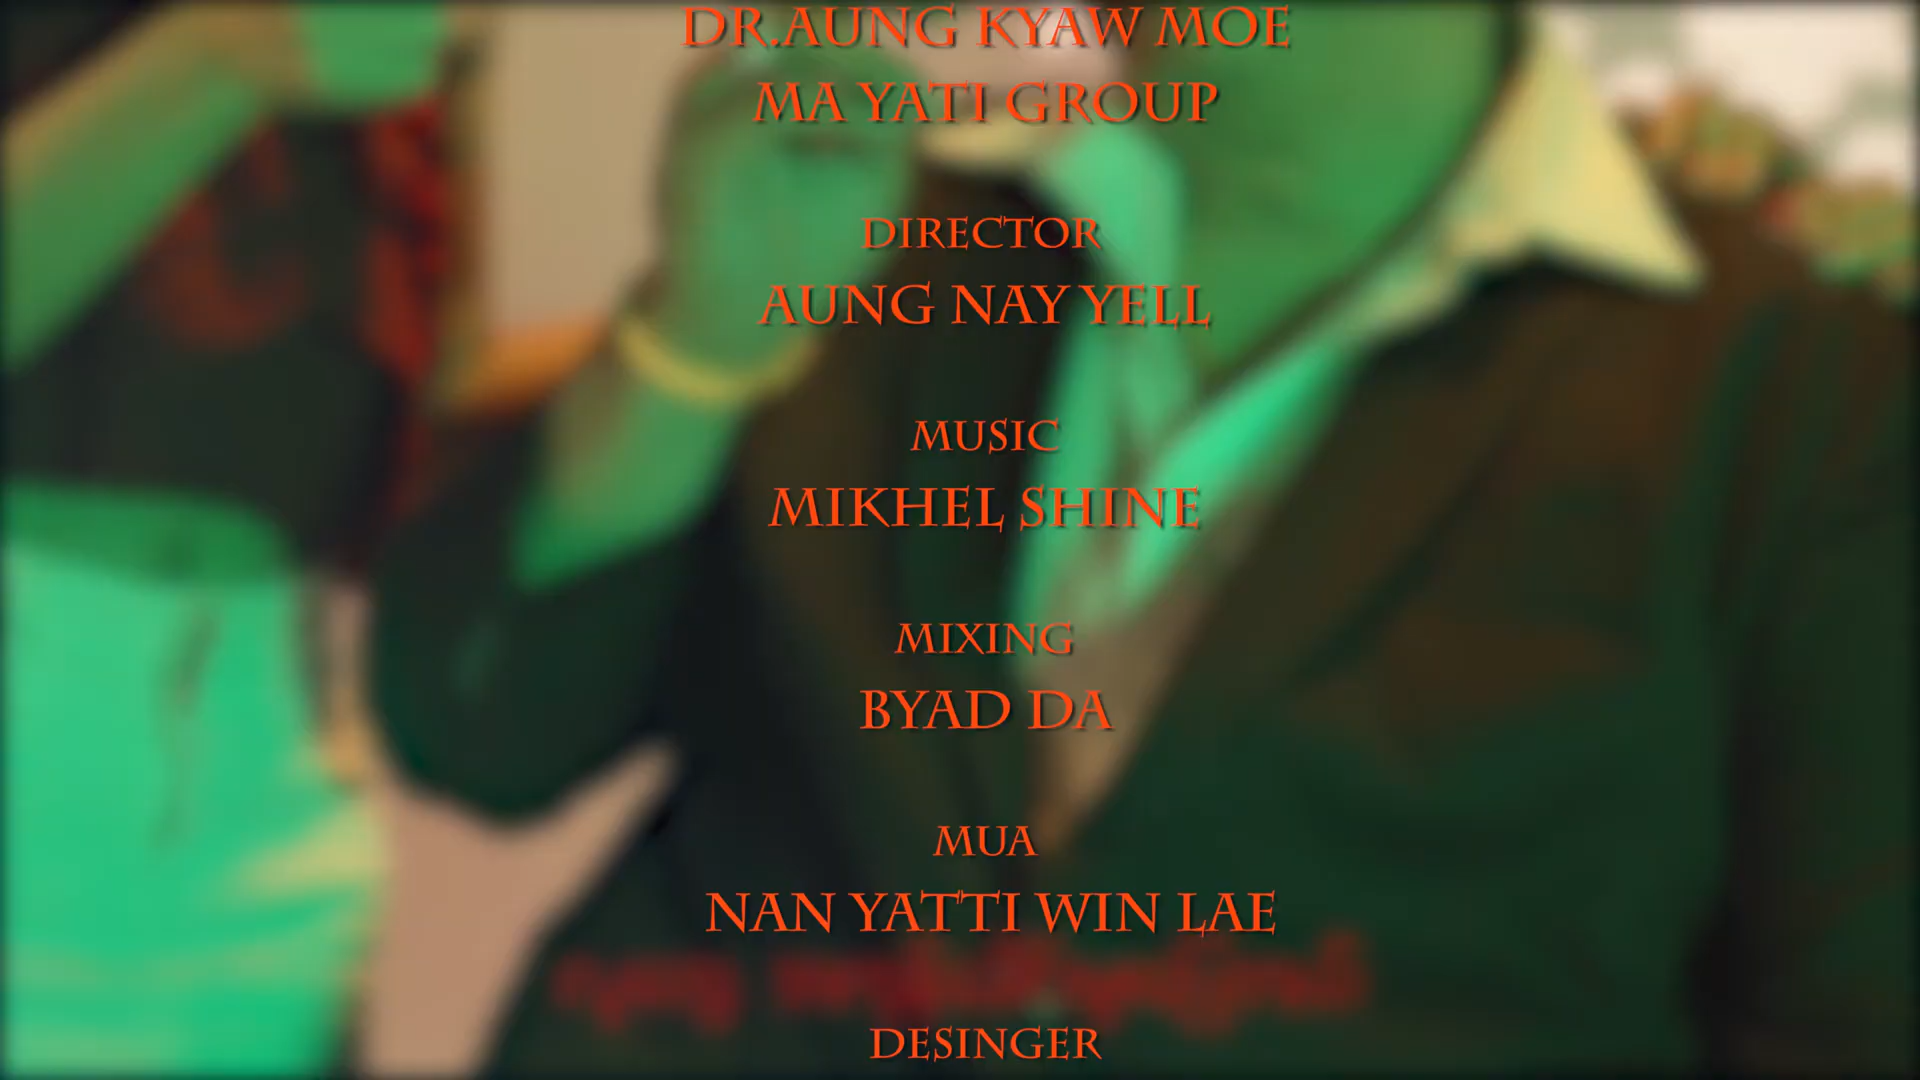 DR.AUNG KYAW MOE
MA YATI GROUP
DIRECTOR
AUNG NAY YELL
MUSIC
MIKHEL SHINE
MIXING
BYAD DA
MUA
NAN YATTI WIN LAE
DESINGER